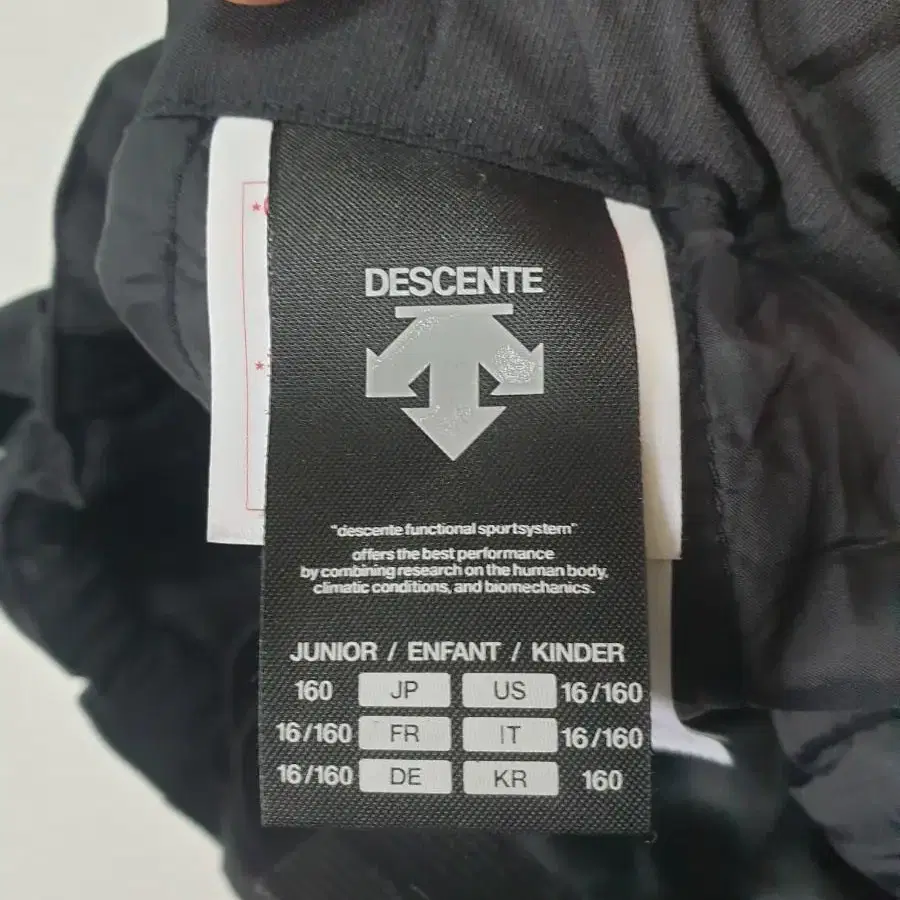 DESCENTE
"descente functional sportsystem"
offers the best performance
by combining research on the human body,
climatic conditions, and biomechanics.
JUNIOR / ENFANT / KINDER
160 JP US 16/160
16/160 FR IT 16/160
16/160 DE KR 160